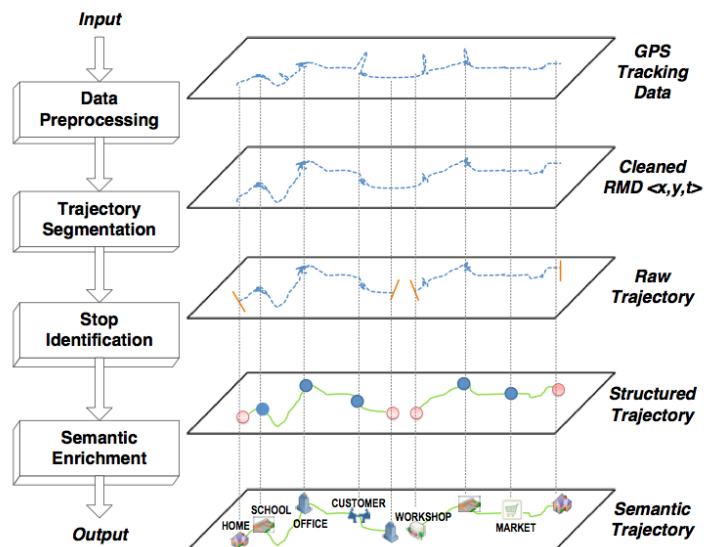 Input
GPS
Tracking
Data
Data
Preprocessing
Cleaned
RMD <x,y,t>
Trajectory
Segmentation
Raw
Trajectory
Stop
Identification
Structured
Trajectory
Semantic
Enrichment
HOME
SCHOOL
OFFICE
CUSTOMER
WORKSHOP
MARKET
Semantic
Trajectory
Output